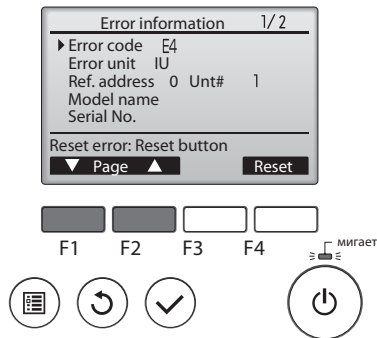 Error information 1/2
Error code E4
Error unit IU
Ref. address 0 Unt# 1
Model name
Serial No.
Reset error: Reset button
▼ Page ▲ Reset
F1 F2 F3 F4
мигает